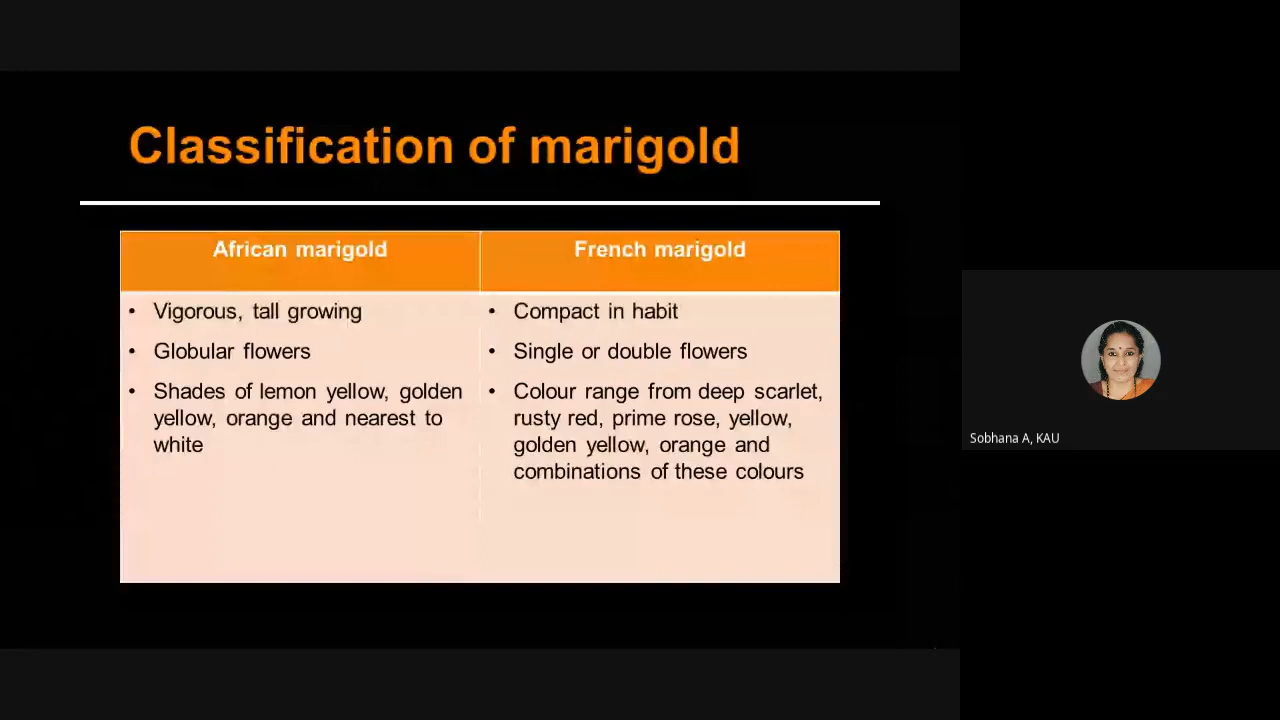 Classification of marigold
African marigold
• Vigorous, tall growing
• Globular flowers
• Shades of lemon yellow, golden
yellow, orange and nearest to
white
French marigold
• Compact in habit
• Single or double flowers
• Colour range from deep scarlet,
rusty red, prime rose, yellow,
golden yellow, orange and
combinations of these colours
Sobhana A, KAU